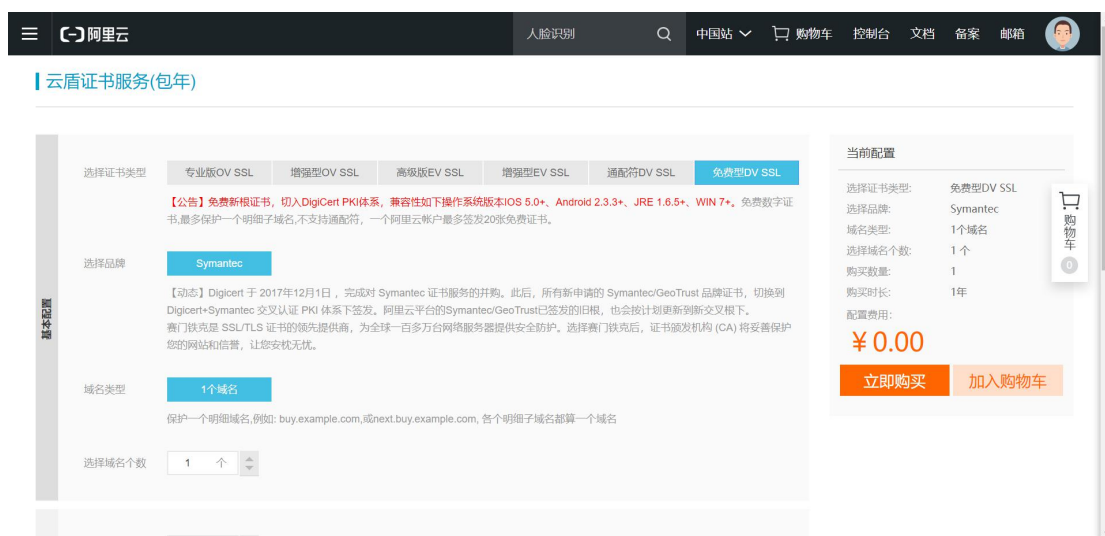 阿里云
人脸识别
中国站
购物车
控制台
文档
备案
邮箱
云盾证书服务(包年)
基本配置
选择证书类型
专业版OV SSL
增强型OV SSL
高级版EV SSL
增强型EV SSL
通配符DV SSL
免费型DV SSL
【公告】免费新根证书，切入DigiCert PKI体系，兼容性如下操作系统版本IOS 5.0+、Android 2.3.3+、JRE 1.6.5+、WIN 7+。免费数字证
书,最多保护一个明细子域名,不支持通配符，一个阿里云帐户最多签发20张免费证书。
选择品牌
Symantec
【动态】Digicert 于 2017年12月1日 ，完成对 Symantec 证书服务的并购。此后，所有新申请的 Symantec/GeoTrust 品牌证书，切换到
Digicert+Symantec 交叉认证 PKI 体系下签发。阿里云平台的Symantec/GeoTrust已签发的旧根，也会按计划更新到新交叉根下。
赛门铁克是 SSL/TLS 证书的领先提供商，为全球一百多万台网络服务器提供安全防护。选择赛门铁克后，证书颁发机构 (CA) 将妥善保护
您的网站和信誉，让您安枕无忧。
域名类型
1个域名
保护一个明细域名,例如: buy.example.com,或next.buy.example.com, 各个明细子域名都算一个域名
选择域名个数
1 个
当前配置
选择证书类型: 免费型DV SSL
选择品牌: Symantec
域名类型: 1个域名
选择域名个数: 1 个
购买数量: 1
购买时长: 1年
配置费用:
¥ 0.00
立即购买
加入购物车
购物车
0